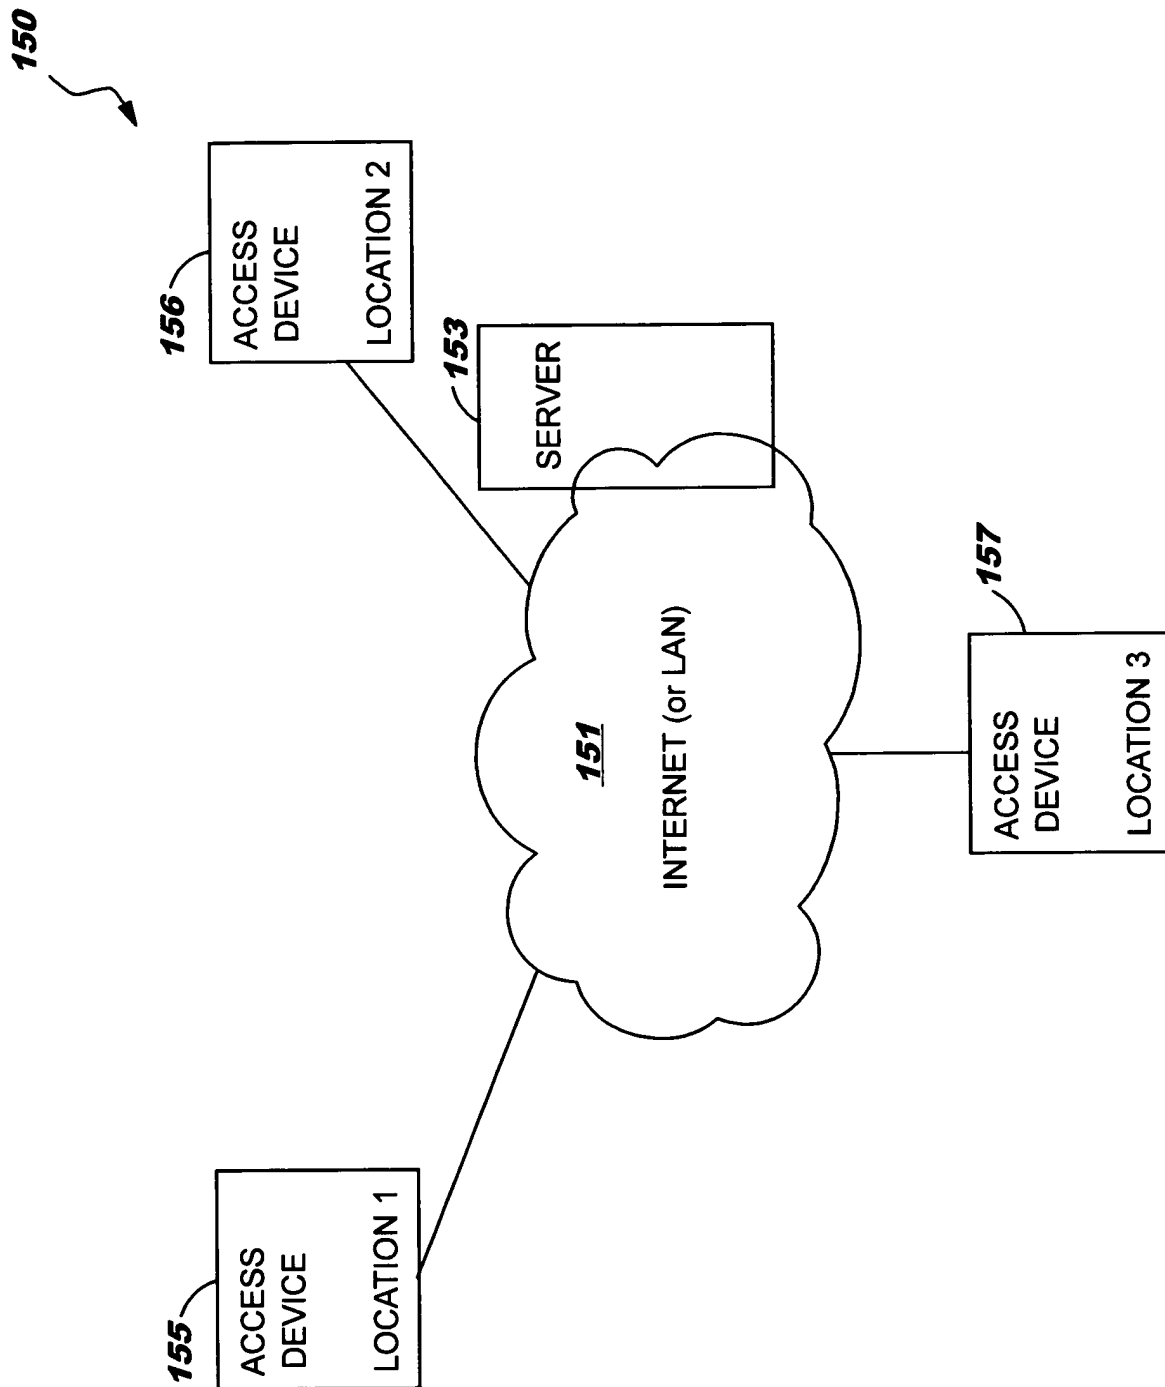 150
155
ACCESS
DEVICE
LOCATION 1
156
ACCESS
DEVICE
LOCATION 2
153
SERVER
151
INTERNET (or LAN)
157
ACCESS
DEVICE
LOCATION 3